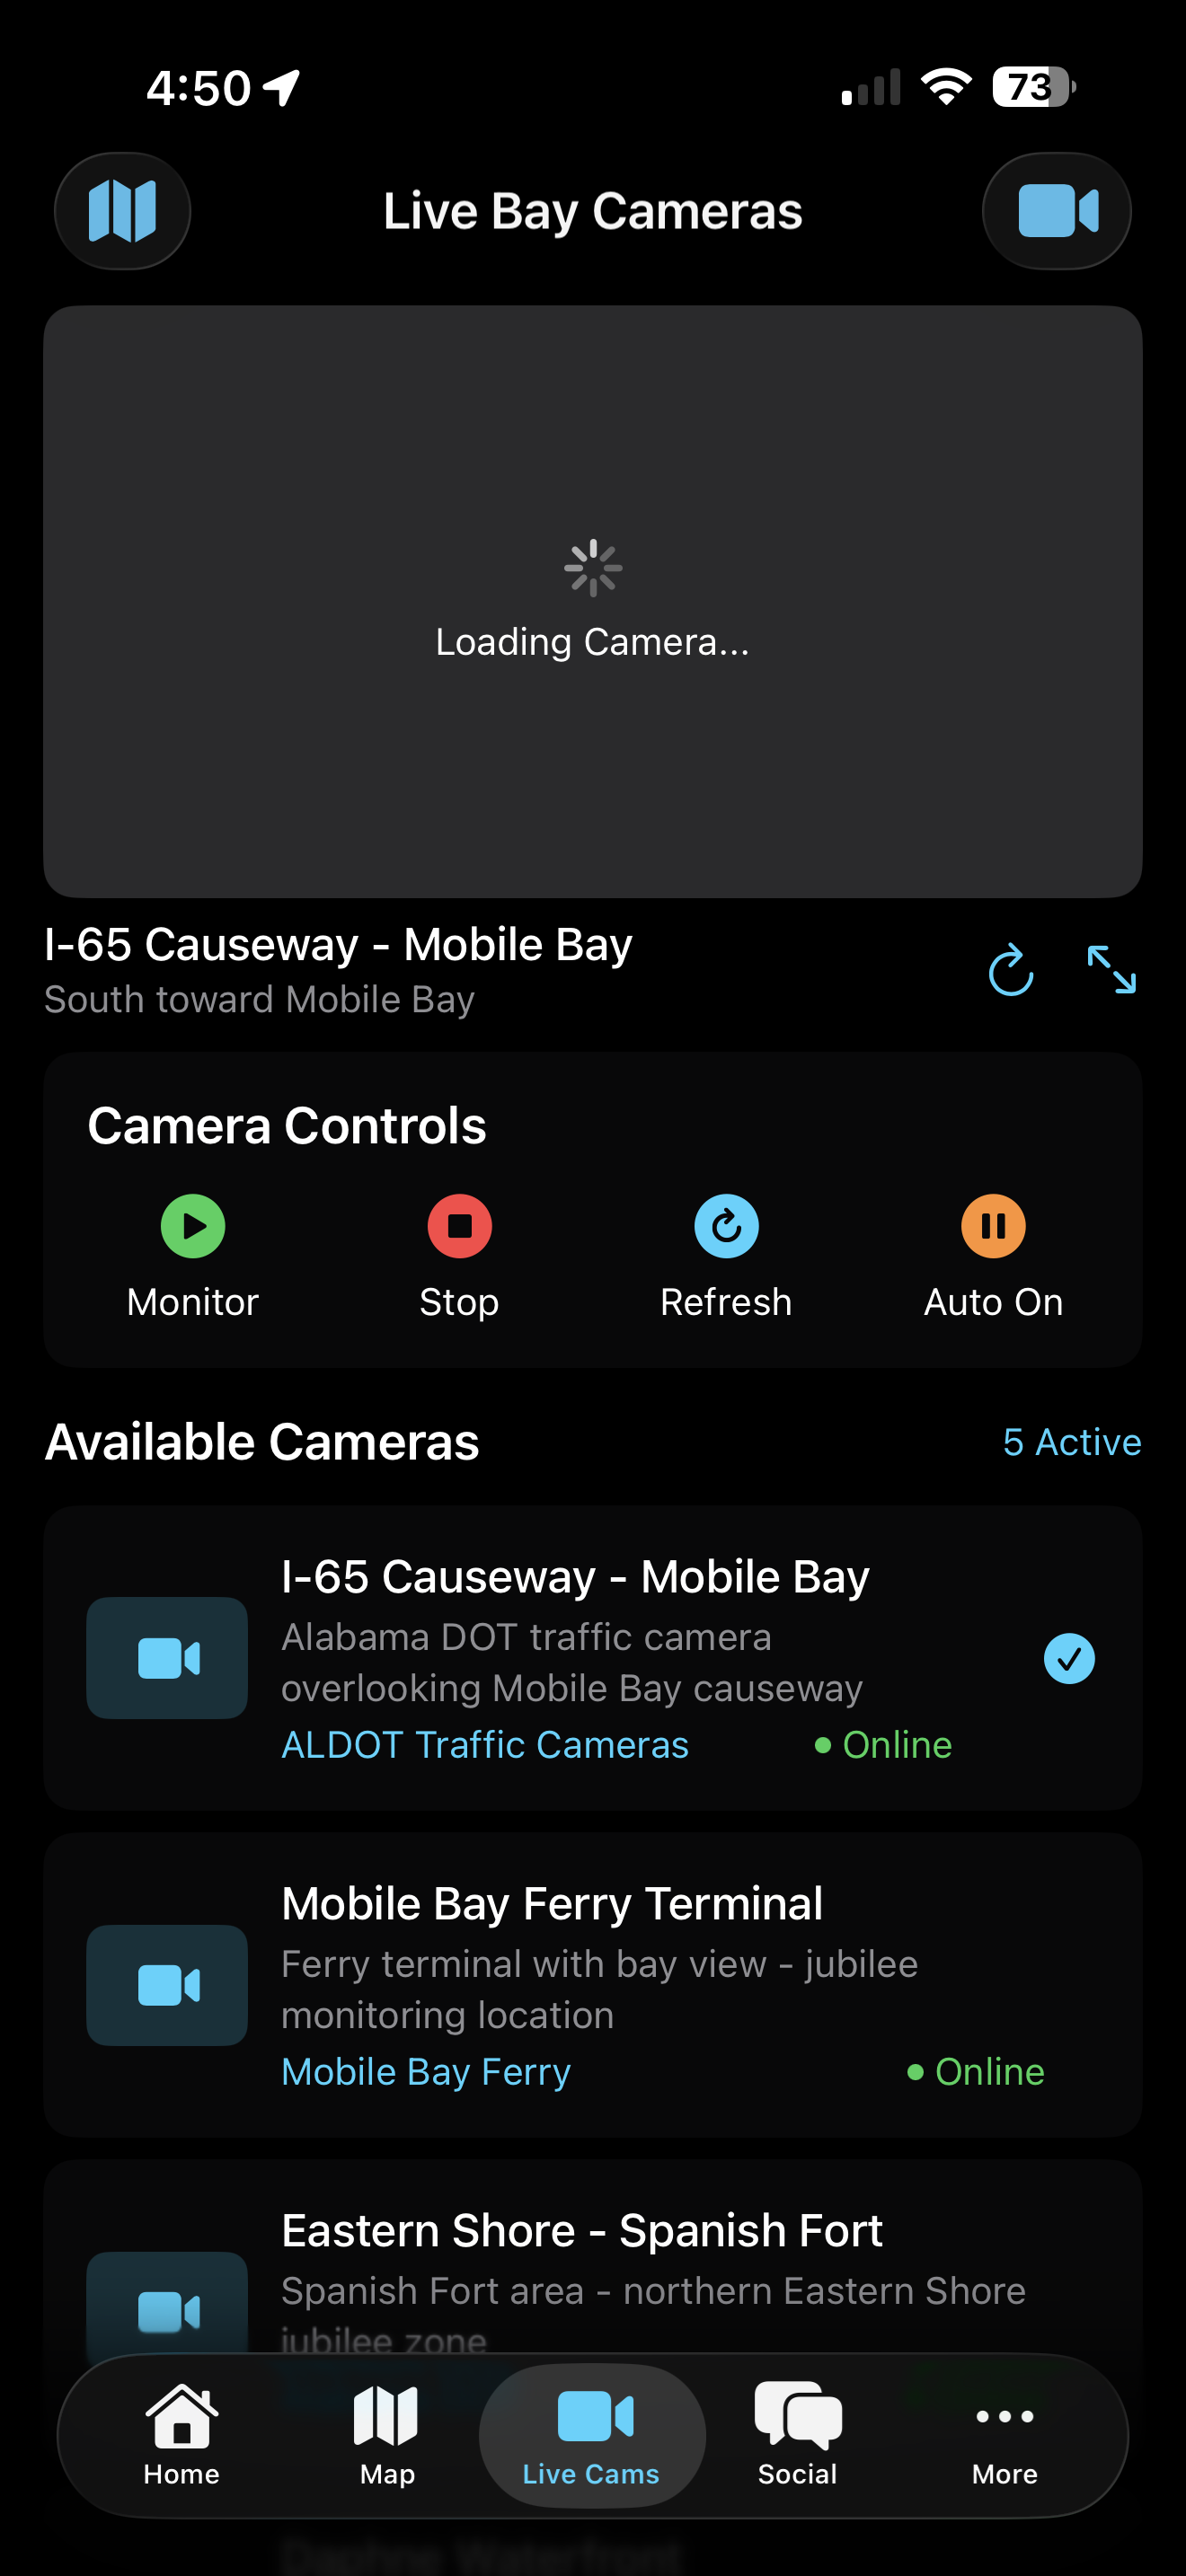 4:50
73
Live Bay Cameras
Loading Camera...
I-65 Causeway - Mobile Bay
South toward Mobile Bay
Camera Controls
Monitor
Stop
Refresh
Auto On
Available Cameras
5 Active
I-65 Causeway - Mobile Bay
Alabama DOT traffic camera
overlooking Mobile Bay causeway
ALDOT Traffic Cameras
Online
Mobile Bay Ferry Terminal
Ferry terminal with bay view - jubilee
monitoring location
Mobile Bay Ferry
Online
Eastern Shore - Spanish Fort
Spanish Fort area - northern Eastern Shore
jubilee zone
Home
Map
Live Cams
Social
More
Daphne Waterfront